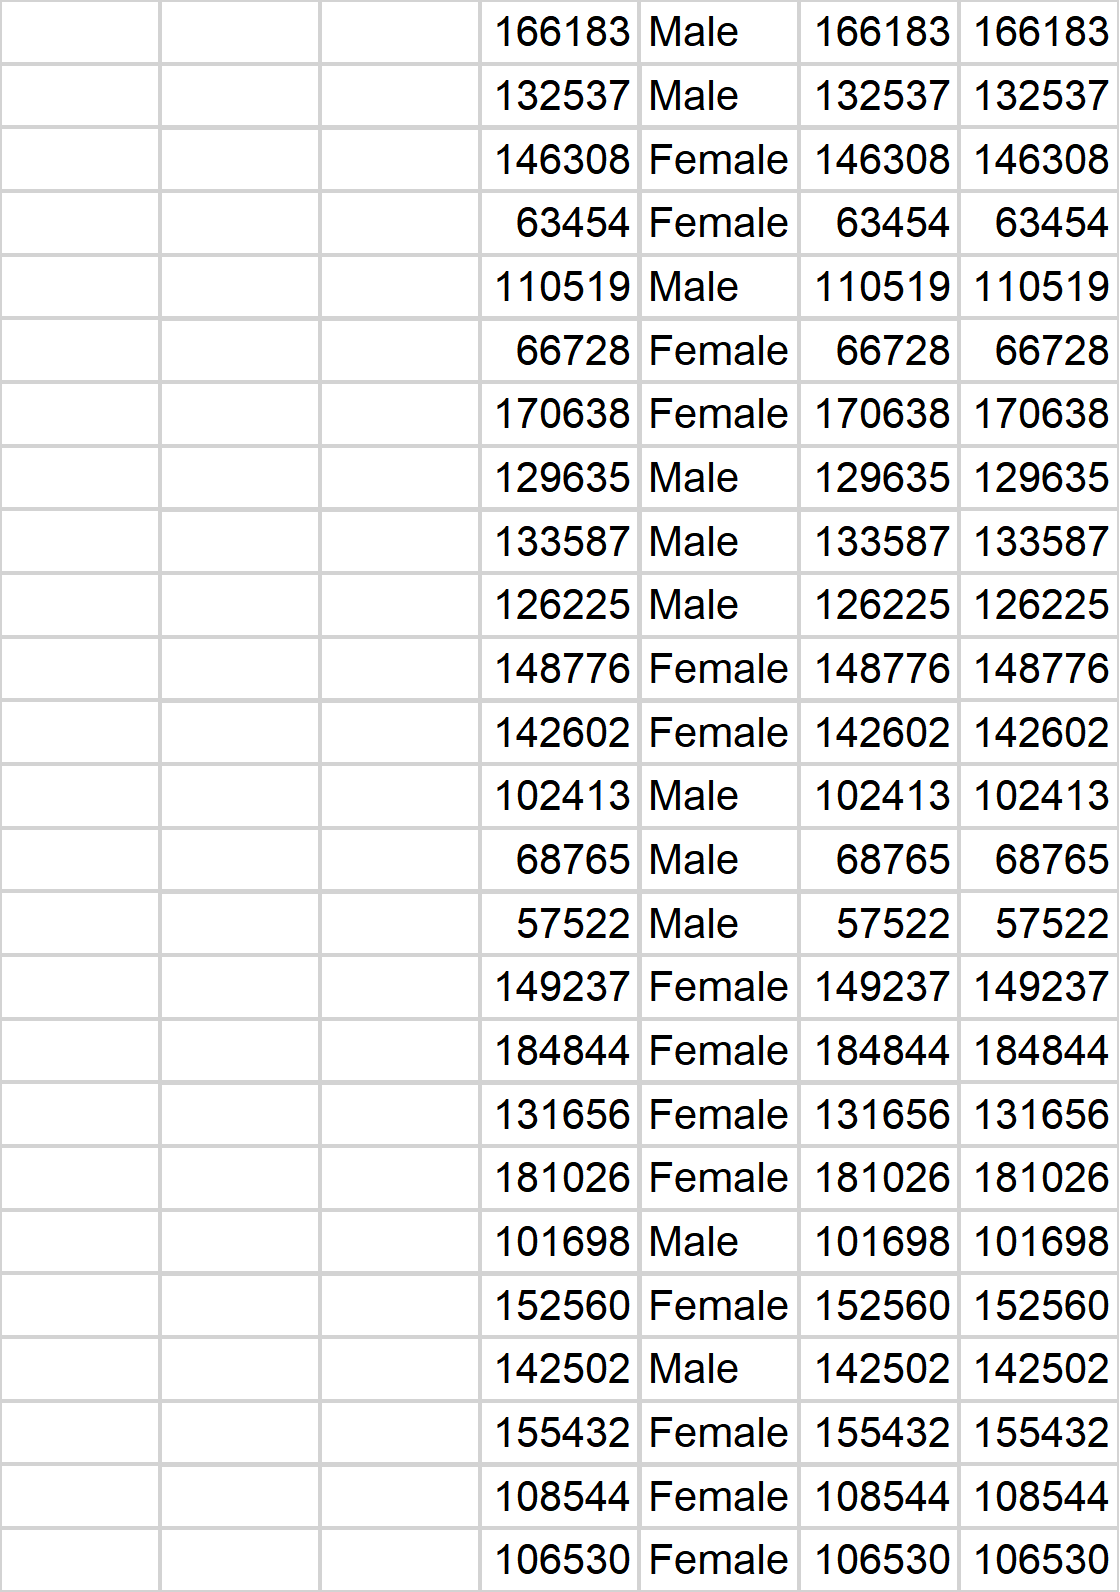 166183 Male 166183 166183
132537 Male 132537 132537
146308 Female 146308 146308
63454 Female 63454 63454
110519 Male 110519 110519
66728 Female 66728 66728
170638 Female 170638 170638
129635 Male 129635 129635
133587 Male 133587 133587
126225 Male 126225 126225
148776 Female 148776 148776
142602 Female 142602 142602
102413 Male 102413 102413
68765 Male 68765 68765
57522 Male 57522 57522
149237 Female 149237 149237
184844 Female 184844 184844
131656 Female 131656 131656
181026 Female 181026 181026
101698 Male 101698 101698
152560 Female 152560 152560
142502 Male 142502 142502
155432 Female 155432 155432
108544 Female 108544 108544
106530 Female 106530 106530